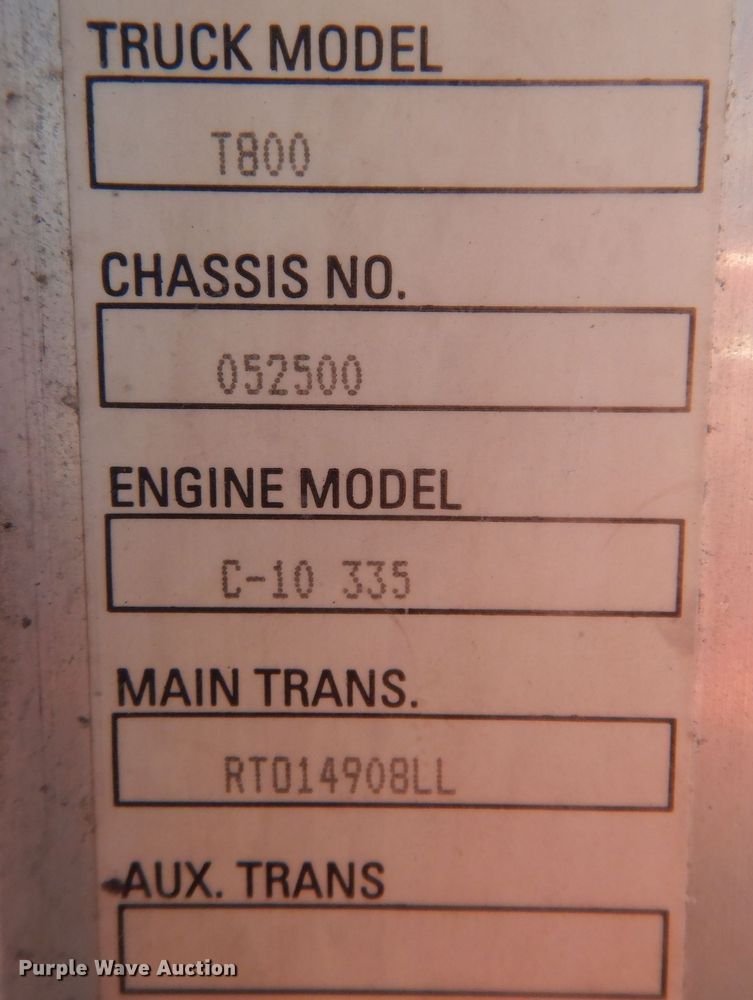 TRUCK MODEL
T800
CHASSIS NO.
052500
ENGINE MODEL
C-10 335
MAIN TRANS.
RTO14908LL
AUX. TRANS
Purple Wave Auction